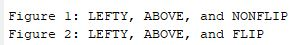 Figure 1: LEFTY, ABOVE, and NONFLIP
Figure 2: LEFTY, ABOVE, and FLIP